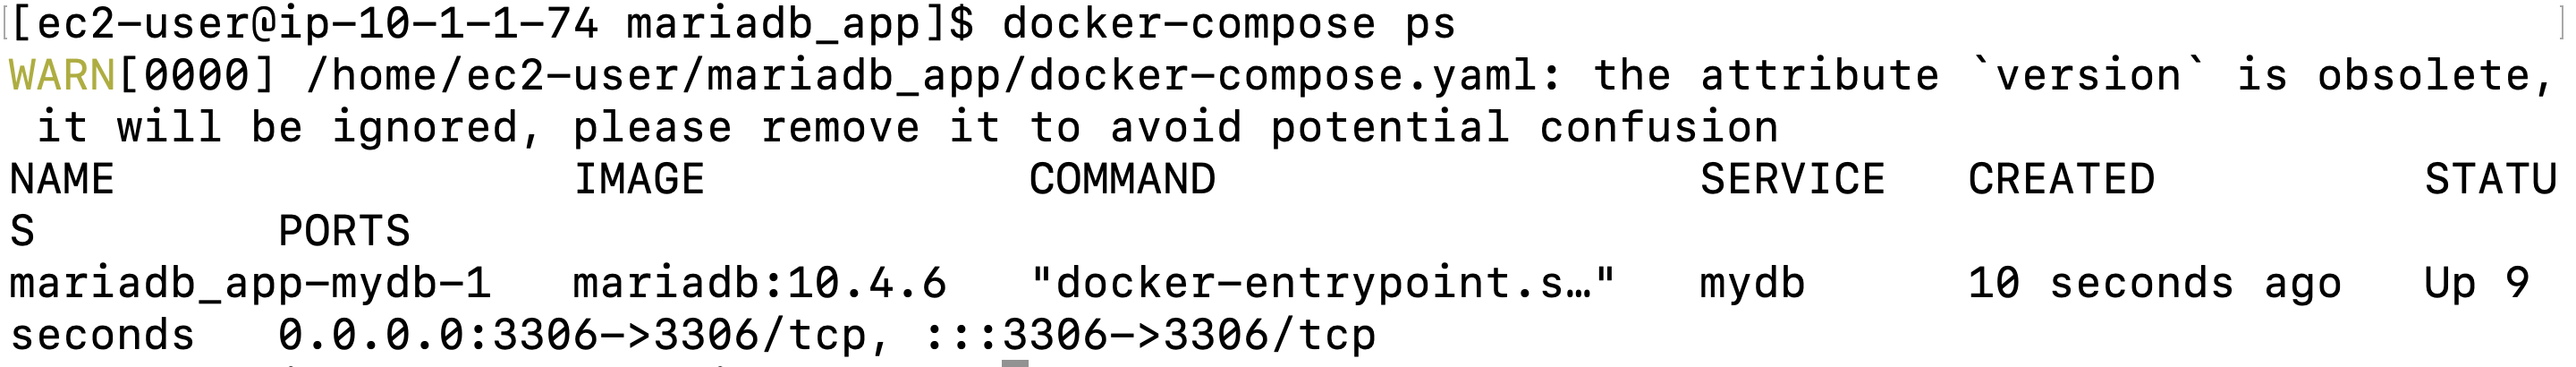 [ec2-user@ip-10-1-1-74 mariadb_app]$ docker-compose ps
WARN[0000] /home/ec2-user/mariadb_app/docker-compose.yaml: the attribute `version` is obsolete,
 it will be ignored, please remove it to avoid potential confusion
NAME                 IMAGE            COMMAND                  SERVICE   CREATED          STATU
S         PORTS
mariadb_app-mydb-1   mariadb:10.4.6   "docker-entrypoint.s…"   mydb      10 seconds ago   Up 9 
seconds   0.0.0.0:3306->3306/tcp, :::3306->3306/tcp